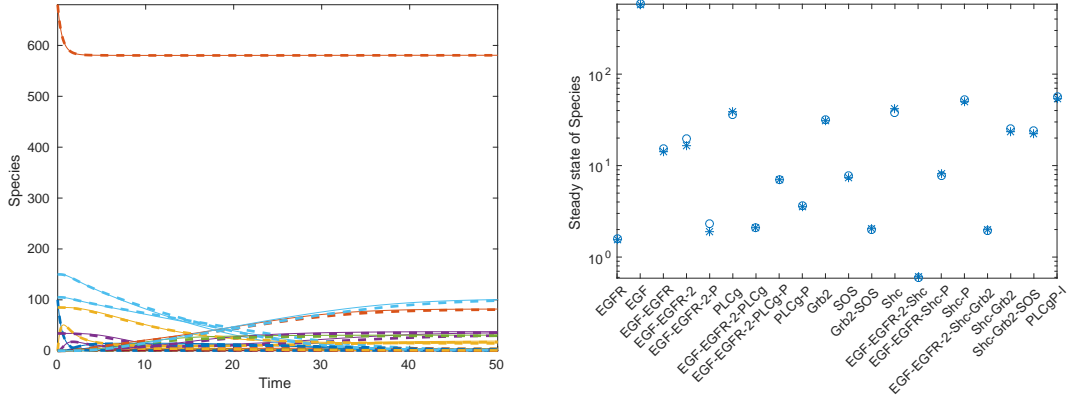 Species
600
500
400
300
200
100
0
0
10
20
30
40
50
Time
Steady state of Species
10^2
10^1
10^0
EGFR
EGF
EGF-EGFR
EGF-EGFR-2
EGF-EGFR-2-P
PLCg
EGF-EGFR-2-PLCg
EGF-EGFR-2-PLCg-P
PLCg-P
Grb2
SOS
Grb2-SOS
Shc
EGF-EGFR-2-Shc
EGF-EGFR-Shc-P
Shc-P
EGF-EGFR-2-Shc-Grb2
Shc-Grb2
Shc-Grb2-SOS
PLCgP-I